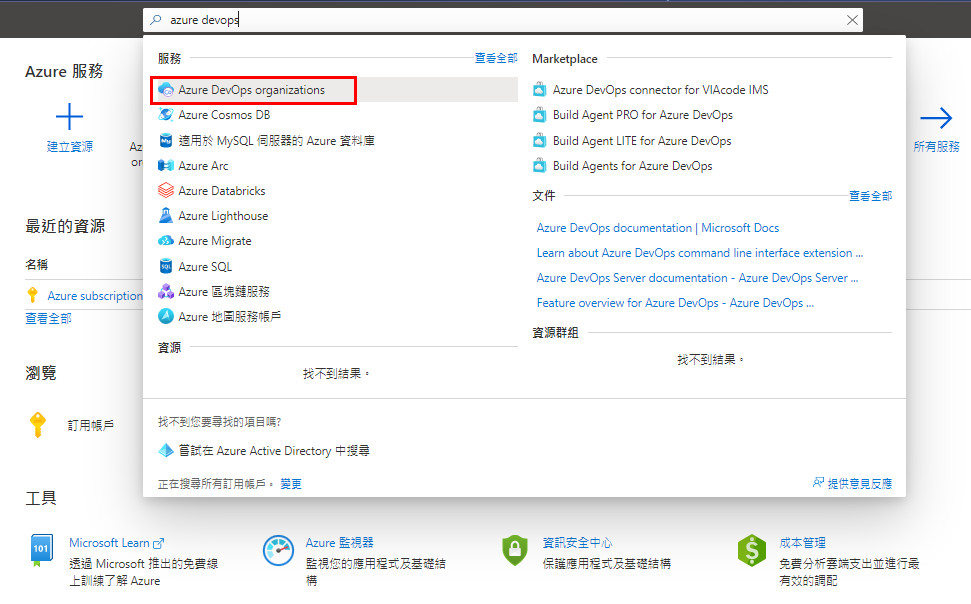 azure devops
Azure 服務
建立資源
Az
or
所有服務
服務
查看全部
Azure DevOps organizations
Azure Cosmos DB
適用於 MySQL 伺服器的 Azure 資料庫
Azure Arc
Azure Databricks
Azure Lighthouse
Azure Migrate
Azure SQL
Azure 區塊鏈服務
Azure 地圖服務帳戶
資源
找不到結果。
Marketplace
Azure DevOps connector for VIAcode IMS
Build Agent PRO for Azure DevOps
Build Agent LITE for Azure DevOps
Build Agents for Azure DevOps
文件
查看全部
Azure DevOps documentation | Microsoft Docs
Learn about Azure DevOps command line interface extension ...
Azure DevOps Server documentation - Azure DevOps Server ...
Feature overview for Azure DevOps - Azure DevOps ...
資源群組
找不到結果。
找不到您要尋找的項目嗎?
嘗試在 Azure Active Directory 中搜尋
正在搜尋所有訂用帳戶。 變更
提供意見反應
最近的資源
名稱
Azure subscription
查看全部
瀏覽
訂用帳戶
工具
101
Microsoft Learn
透過 Microsoft 推出的免費線
上訓練了解 Azure
Azure 監視器
監視您的應用程式及基礎結
構
資訊安全中心
保護應用程式及基礎結構
成本管理
免費分析雲端支出並進行最
有效的調配